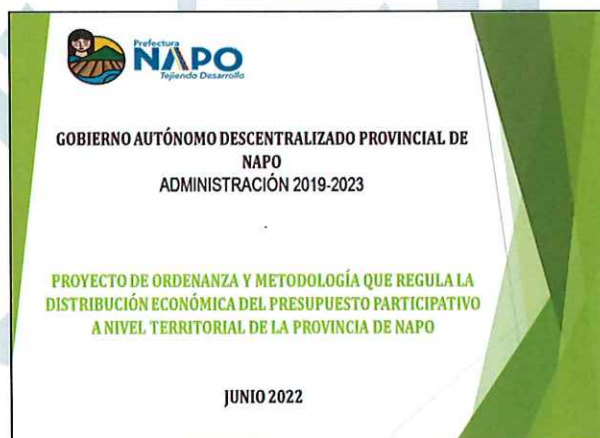 Prefectura
NAPO
Tejiendo Desarrollo
GOBIERNO AUTÓNOMO DESCENTRALIZADO PROVINCIAL DE
NAPO
ADMINISTRACIÓN 2019-2023
.
PROYECTO DE ORDENANZA Y METODOLOGÍA QUE REGULA LA
DISTRIBUCIÓN ECONÓMICA DEL PRESUPUESTO PARTICIPATIVO
A NIVEL TERRITORIAL DE LA PROVINCIA DE NAPO
JUNIO 2022